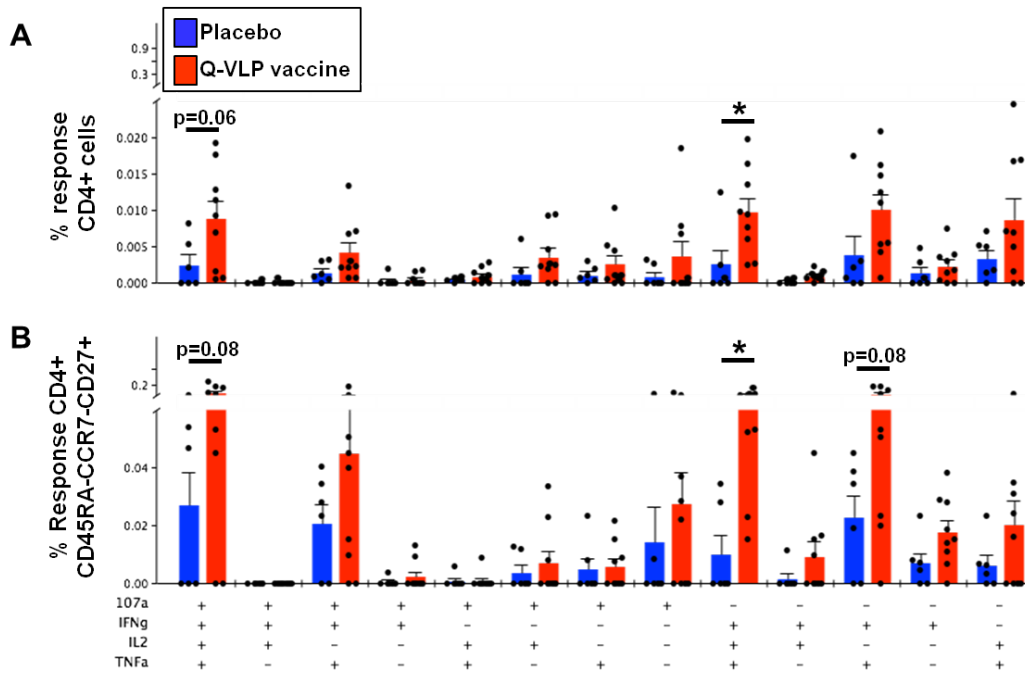 A
Placebo
Q-VLP vaccine
% response
CD4+ cells
0.9
0.6
0.3
0.020
0.015
0.010
0.005
0.000
p=0.06
*
B
% Response CD4+
CD45RA-CCR7-CD27+
0.2
0.04
0.02
0.00
p=0.08
*
p=0.08
107a + + + + + + + + – – – – –
IFNg + + + + – – – – + + + + –
IL2 + + – – + + – – + + – – –
TNFa + – + – + – + – + – + – +